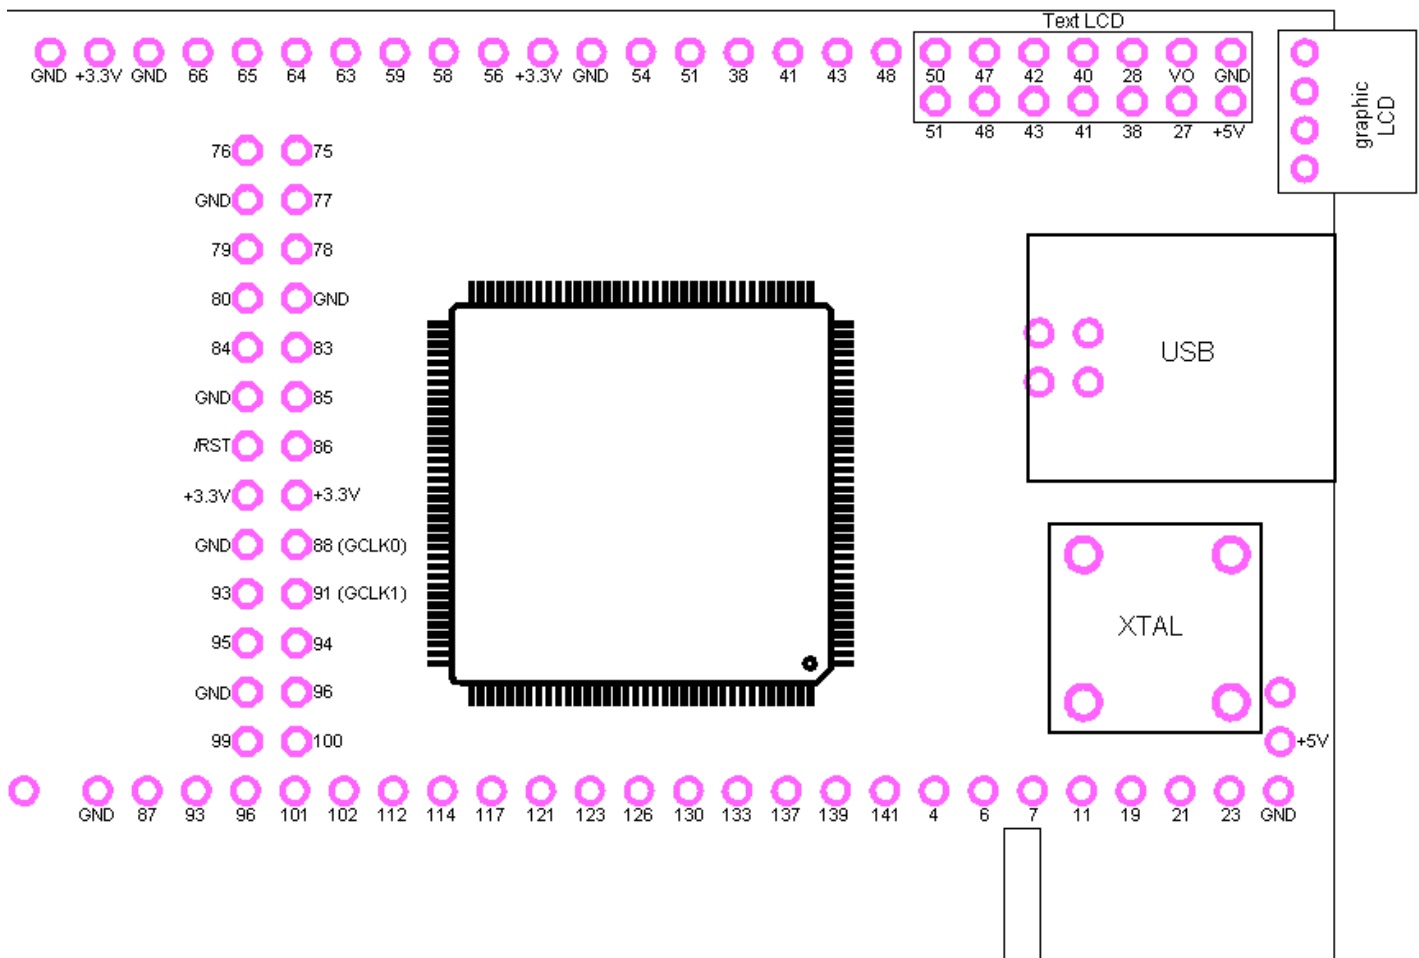 Text LCD
GND +3.3V GND 66 65 64 63 59 58 56 +3.3V GND 54 51 38 41 43 48 50 47 42 40 28 VO GND
51 48 43 41 38 27 +5V
graphic
LCD
76 75
GND 77
79 78
80 GND
84 83
GND 85
/RST 86
+3.3V +3.3V
GND 88 (GCLK0)
93 91 (GCLK1)
95 94
GND 96
99 100
USB
XTAL
+5V
GND 87 93 96 101 102 112 114 117 121 123 126 130 133 137 139 141 4 6 7 11 19 21 23 GND